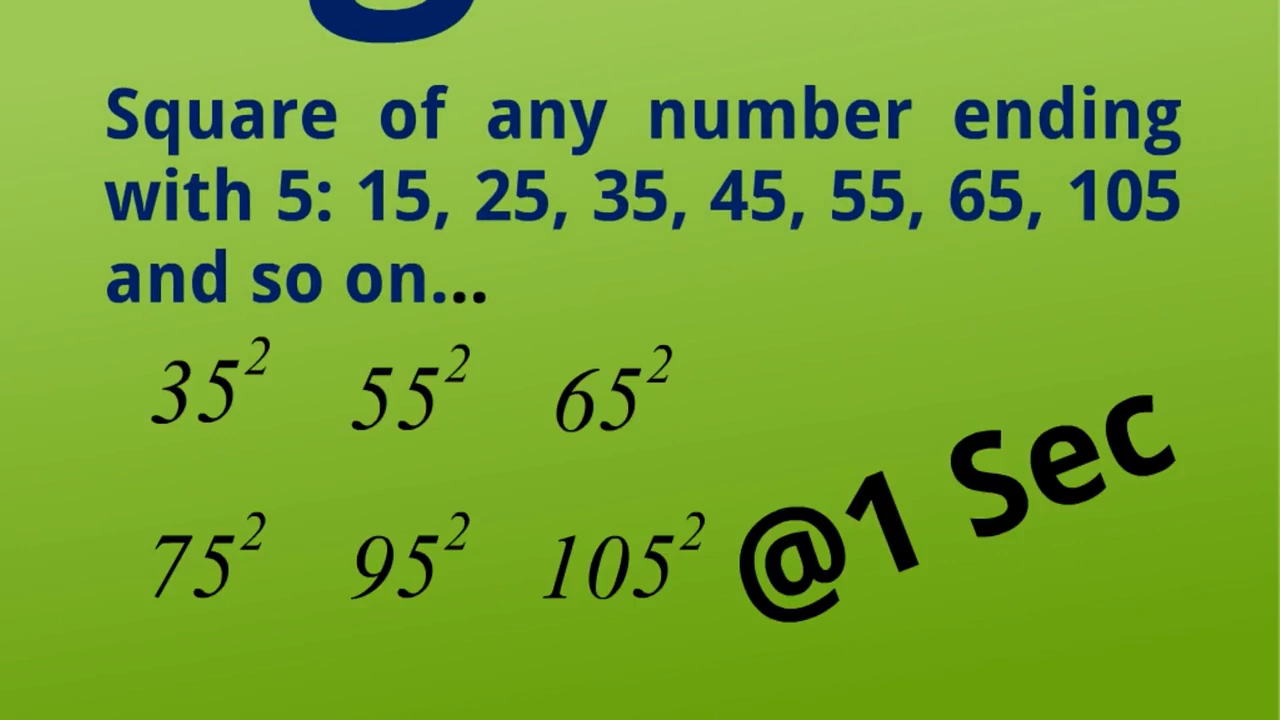 Square of any number ending
with 5: 15, 25, 35, 45, 55, 65, 105
and so on...
35² 55² 65²
75² 95² 105²
@1 Sec